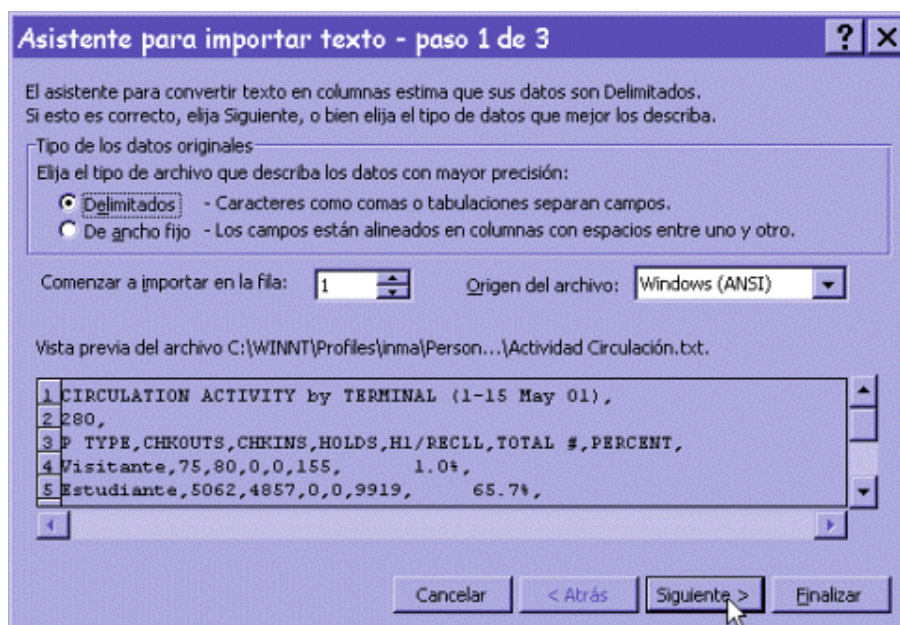 Asistente para importar texto - paso 1 de 3
El asistente para convertir texto en columnas estima que sus datos son Delimitados.
Si esto es correcto, elija Siguiente, o bien elija el tipo de datos que mejor los describa.
Tipo de los datos originales
Elija el tipo de archivo que describa los datos con mayor precisión:
Delimitados - Caracteres como comas o tabulaciones separan campos.
De ancho fijo - Los campos están alineados en columnas con espacios entre uno y otro.
Comenzar a importar en la fila: 1 Origen del archivo: Windows (ANSI)
Vista previa del archivo C:\WINNT\Profiles\inma\Person...\Actividad Circulación.txt.
1 CIRCULATION ACTIVITY by TERMINAL (1-15 May 01),
2 280,
3 P TYPE,CHKOUTS,CHKINS,HOLDS,H1/RECLL,TOTAL #,PERCENT,
4 Visitante,75,80,0,0,155, 1.0%,
5 Estudiante,5062,4857,0,0,9919, 65.7%,
Cancelar < Atrás Siguiente > Finalizar